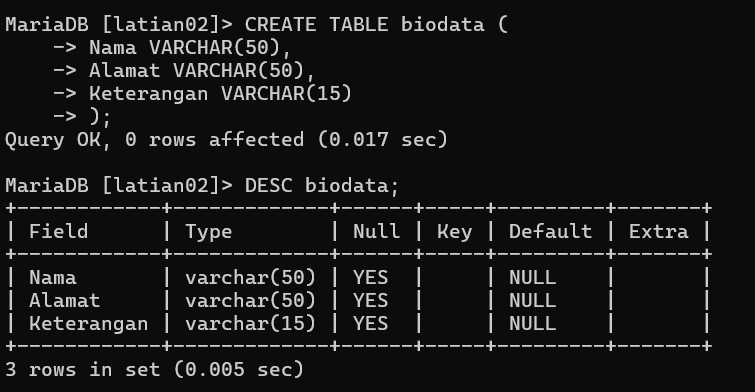 MariaDB [latian02]> CREATE TABLE biodata (
    -> Nama VARCHAR(50),
    -> Alamat VARCHAR(50),
    -> Keterangan VARCHAR(15)
    -> );
Query OK, 0 rows affected (0.017 sec)

MariaDB [latian02]> DESC biodata;
+------------+-------------+------+-----+---------+-------+
| Field      | Type        | Null | Key | Default | Extra |
+------------+-------------+------+-----+---------+-------+
| Nama       | varchar(50) | YES  |     | NULL    |       |
| Alamat     | varchar(50) | YES  |     | NULL    |       |
| Keterangan | varchar(15) | YES  |     | NULL    |       |
+------------+-------------+------+-----+---------+-------+
3 rows in set (0.005 sec)